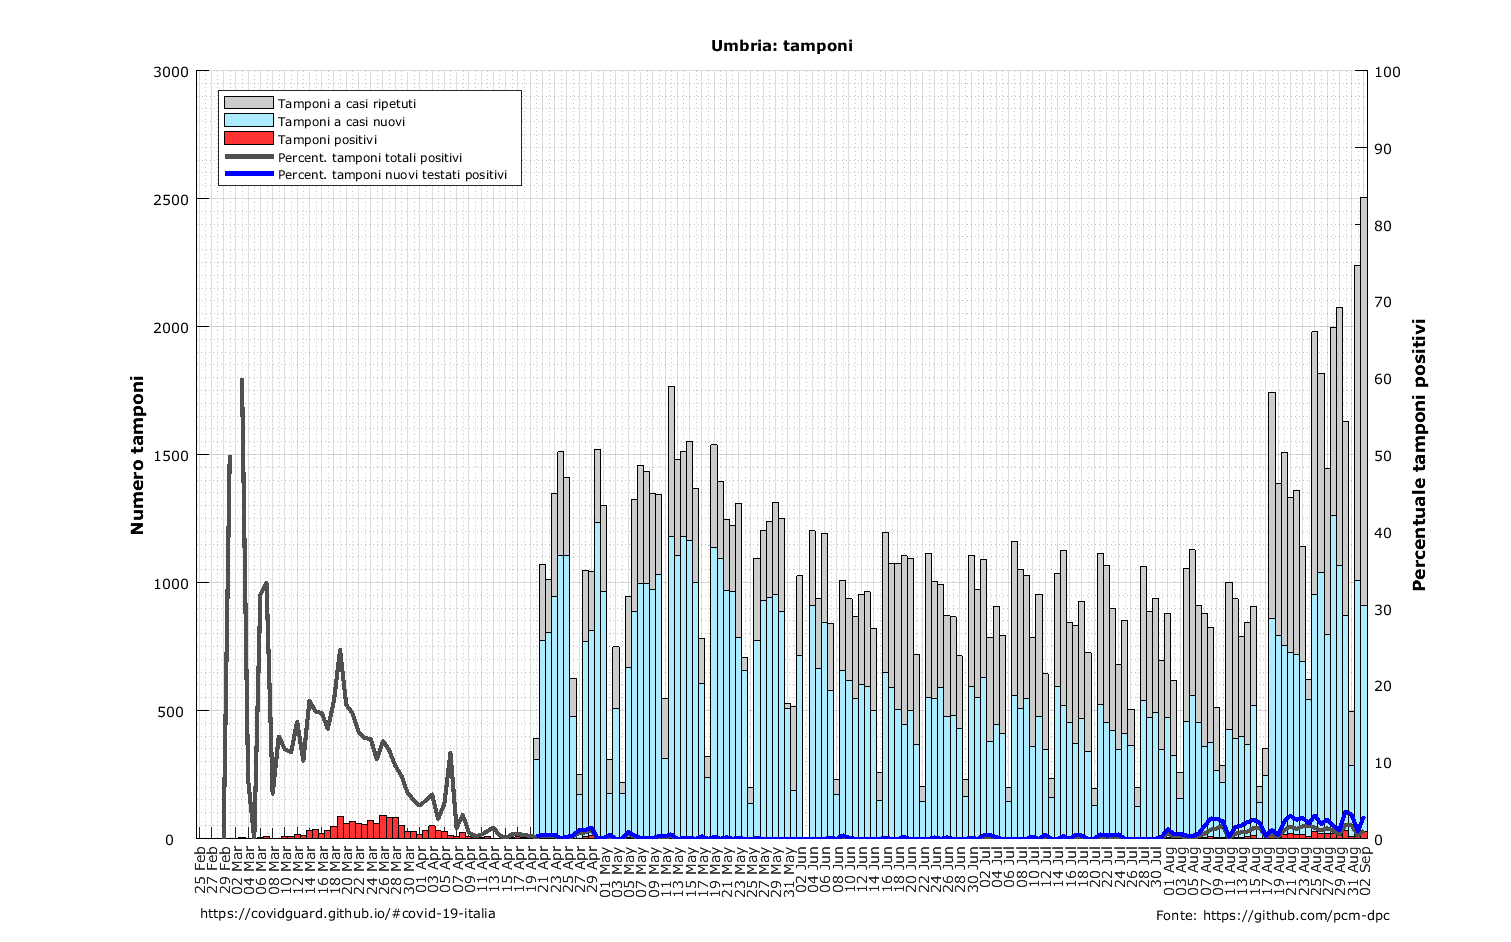 Umbria: tamponi
3000
2500
2000
1500
1000
500
0
Numero tamponi
Tamponi a casi ripetuti
Tamponi a casi nuovi
Tamponi positivi
Percent. tamponi totali positivi
Percent. tamponi nuovi testati positivi
100
90
80
70
60
50
40
30
20
10
0
Percentuale tamponi positivi
25 Feb
27 Feb
29 Feb
02 Mar
04 Mar
06 Mar
08 Mar
10 Mar
12 Mar
14 Mar
16 Mar
18 Mar
20 Mar
22 Mar
24 Mar
26 Mar
28 Mar
30 Mar
01 Apr
03 Apr
05 Apr
07 Apr
09 Apr
11 Apr
13 Apr
15 Apr
17 Apr
19 Apr
21 Apr
23 Apr
25 Apr
27 Apr
29 Apr
01 May
03 May
05 May
07 May
09 May
11 May
13 May
15 May
17 May
19 May
21 May
23 May
25 May
27 May
29 May
31 May
02 Jun
04 Jun
06 Jun
08 Jun
10 Jun
12 Jun
14 Jun
16 Jun
18 Jun
20 Jun
22 Jun
24 Jun
26 Jun
28 Jun
30 Jun
02 Jul
04 Jul
06 Jul
08 Jul
10 Jul
12 Jul
14 Jul
16 Jul
18 Jul
20 Jul
22 Jul
24 Jul
26 Jul
28 Jul
30 Jul
01 Aug
03 Aug
05 Aug
07 Aug
09 Aug
11 Aug
13 Aug
15 Aug
17 Aug
19 Aug
21 Aug
23 Aug
25 Aug
27 Aug
29 Aug
31 Aug
02 Sep
https://covidguard.github.io/#covid-19-italia
Fonte: https://github.com/pcm-dpc